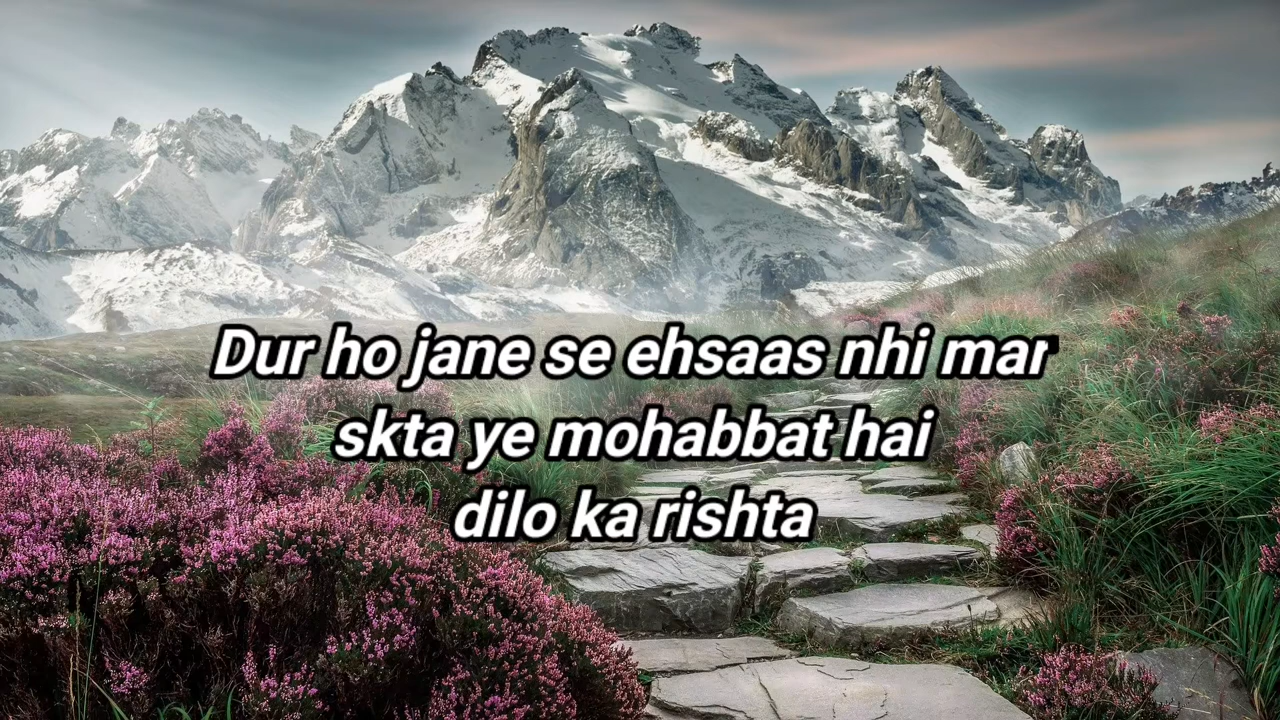 Dur ho jane se ehsaas nhi mar
skta ye mohabbat hai
dilo ka rishta